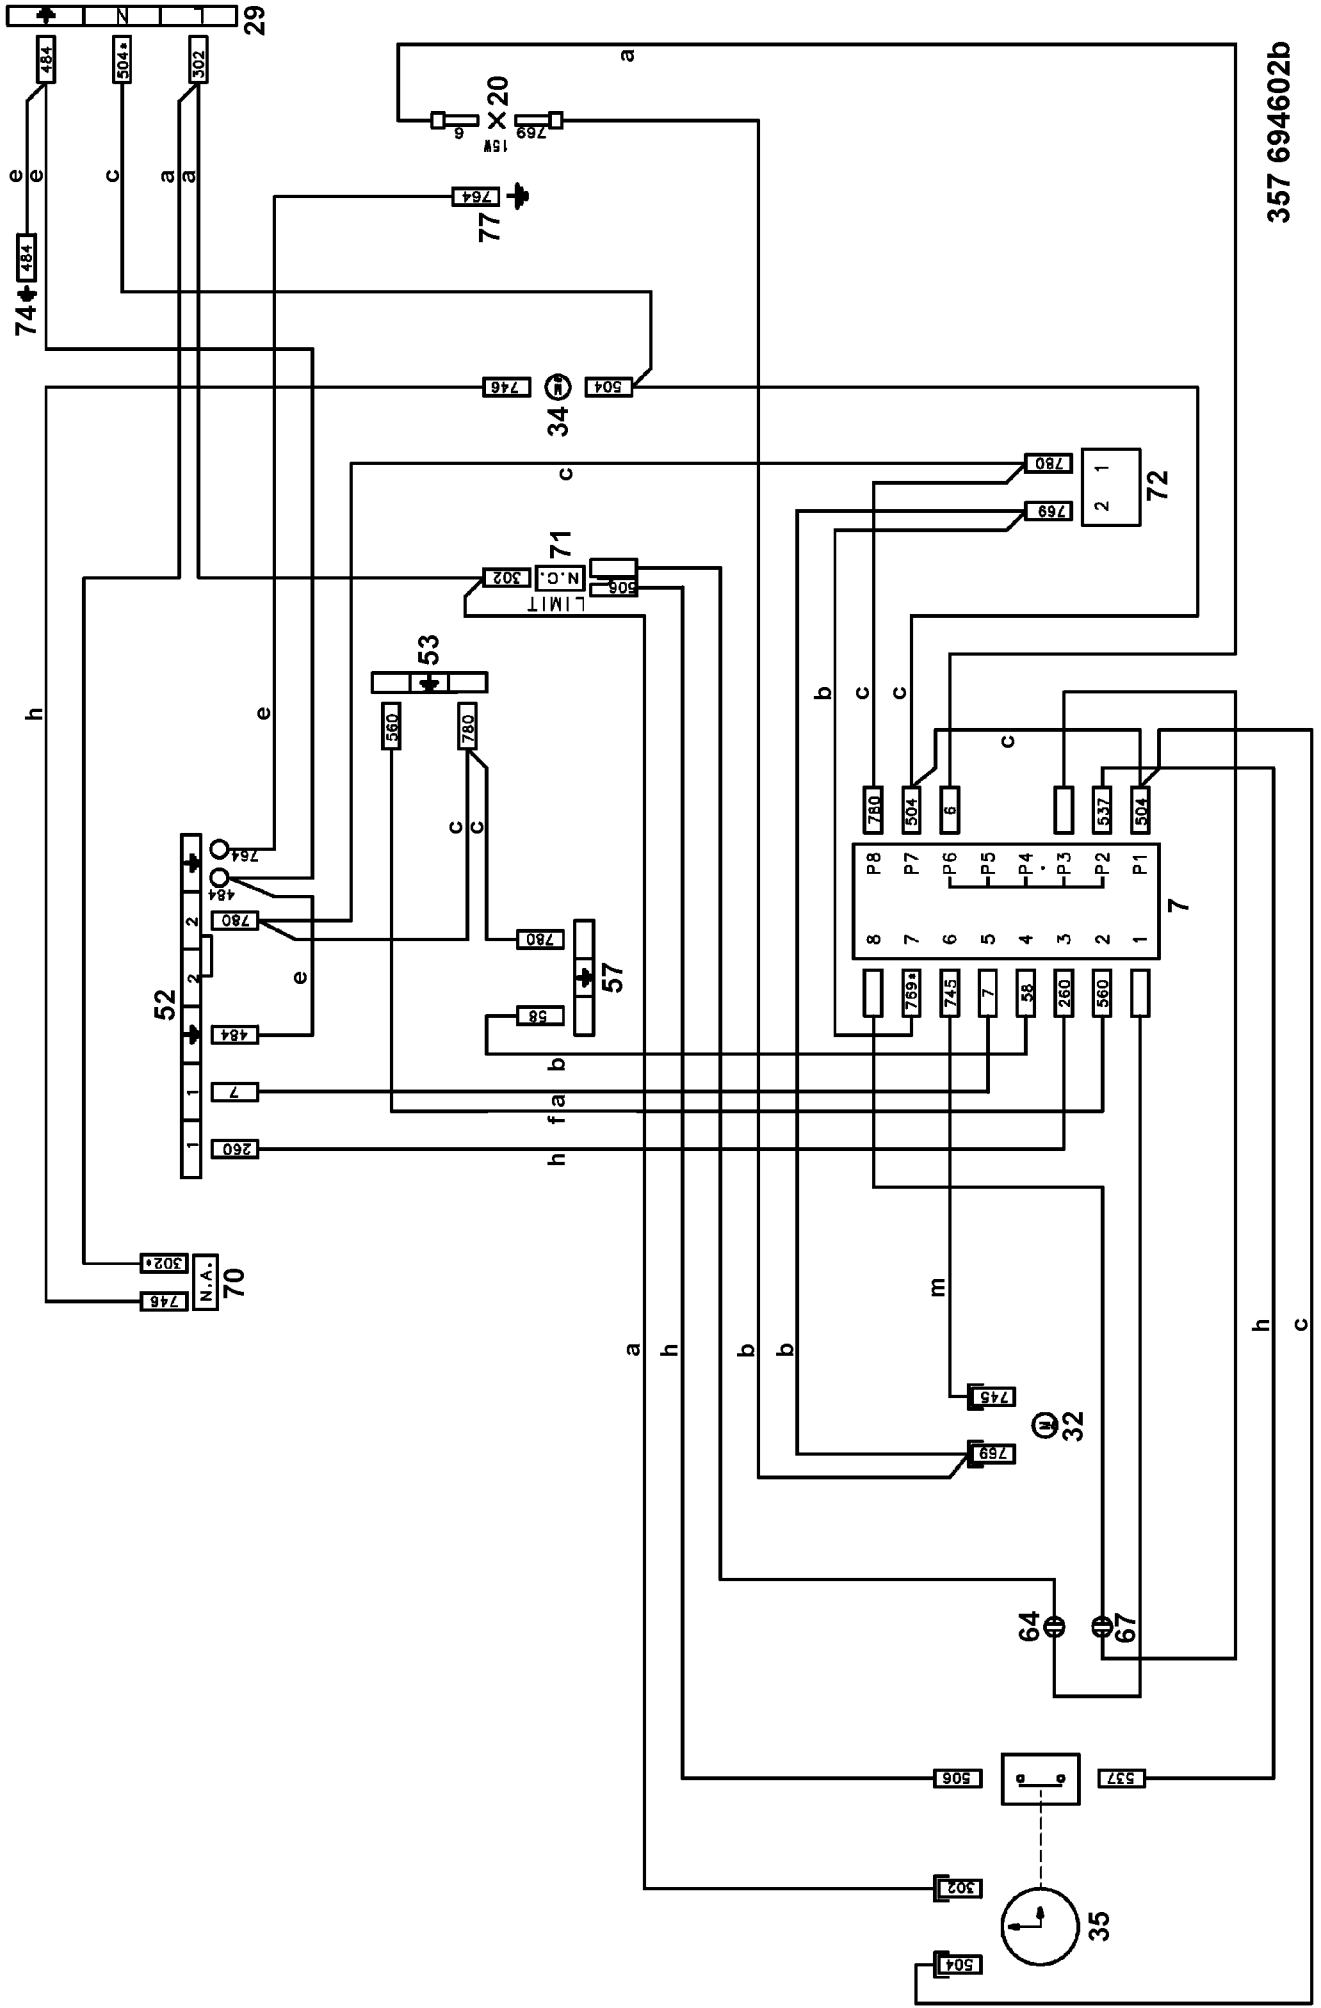 N
L
29
484
504*
302
e
e
c
a
a
484
74
a
6
20
769
15W
764
77
357 694602b
h
e
746
M
34
504
c
780
769
1
2
72
302
N.C.
71
LIMIT
506
53
560
780
c
c
b
c
c
c
764
484
780
484
7
260
2
2
1
1
52
e
780
58
57
b
a
f
h
780
504
6
537
504
P8
P7
P6
P5
P4
P3
P2
P1
8
7
6
5
4
3
2
1
7
769*
745
7
58
260
560
302*
746
N.A.
70
m
a
h
b
b
h
c
745
769
M
32
64
67
506
537
302
504
35